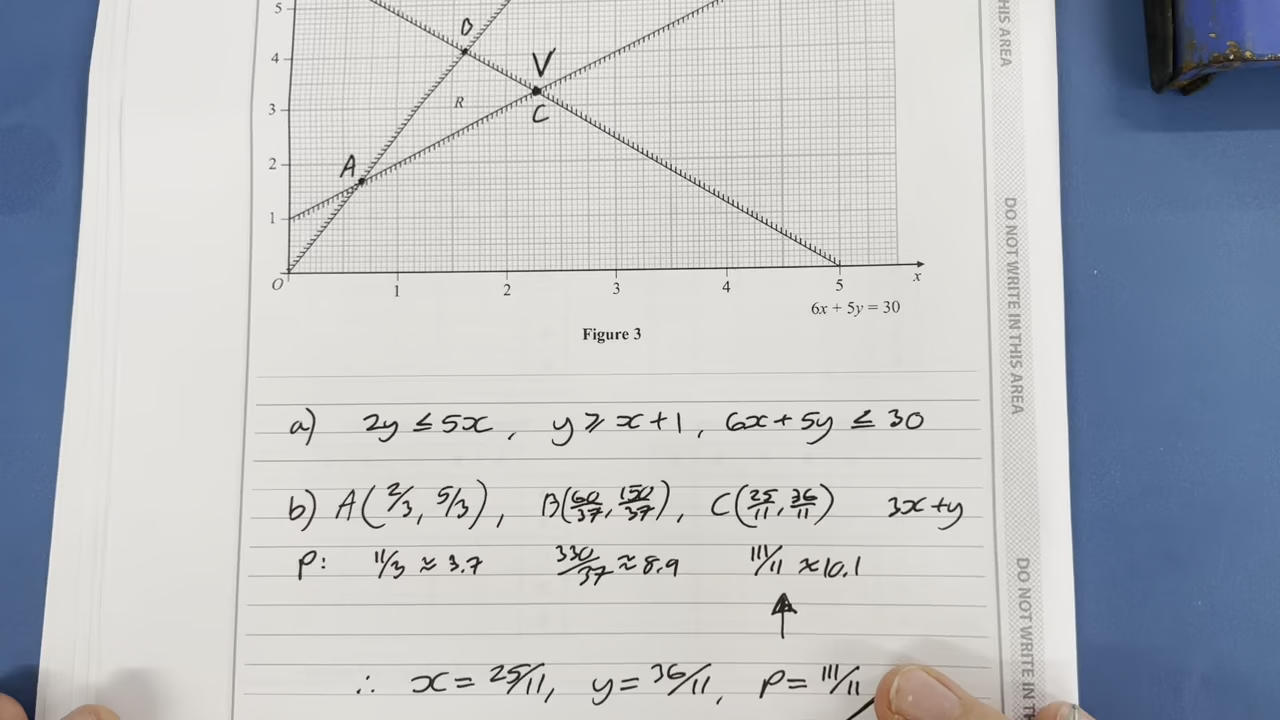 5
4
B
V
3
R
C
2
A
1
O
1 2 3 4 5 x
6x + 5y = 30
Figure 3
a) 2y ≤ 5x, y ≥ x+1, 6x+5y ≤ 30
b) A(2/3, 5/3), B(60/37, 150/37), C(25/11, 36/11) 3x+y
P: 11/3 ≈ 3.7 330/37 ≈ 8.9 111/11 ≈ 10.1
∴ x = 25/11, y = 36/11, P = 111/11
HIS AREA
DO NOT WRITE IN THIS AREA
DO NOT WRITE IN TH